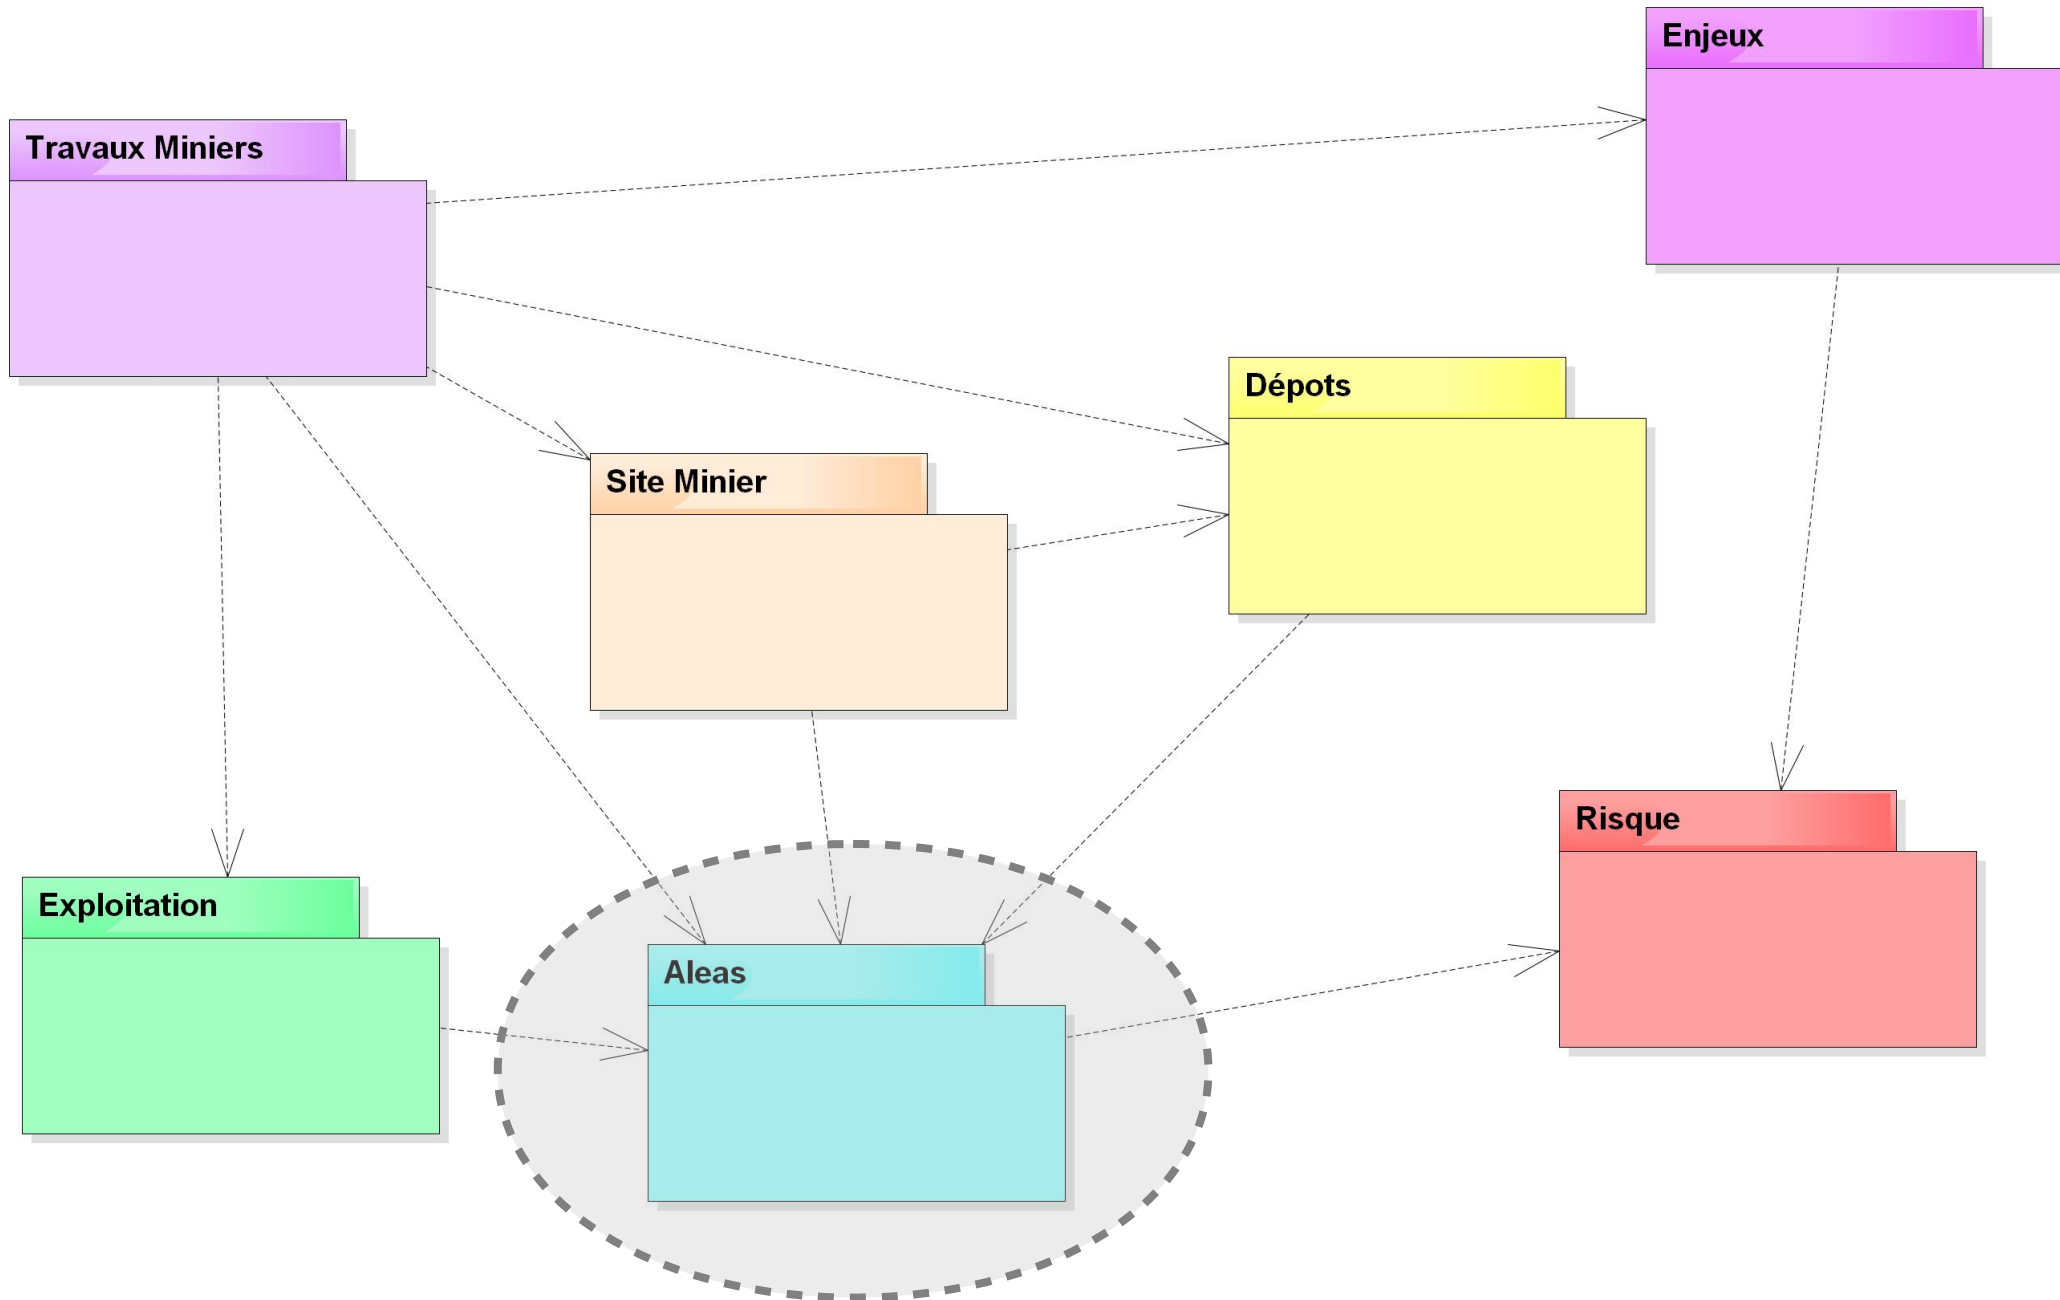 Enjeux
Travaux Miniers
Dépots
Site Minier
Risque
Exploitation
Aleas